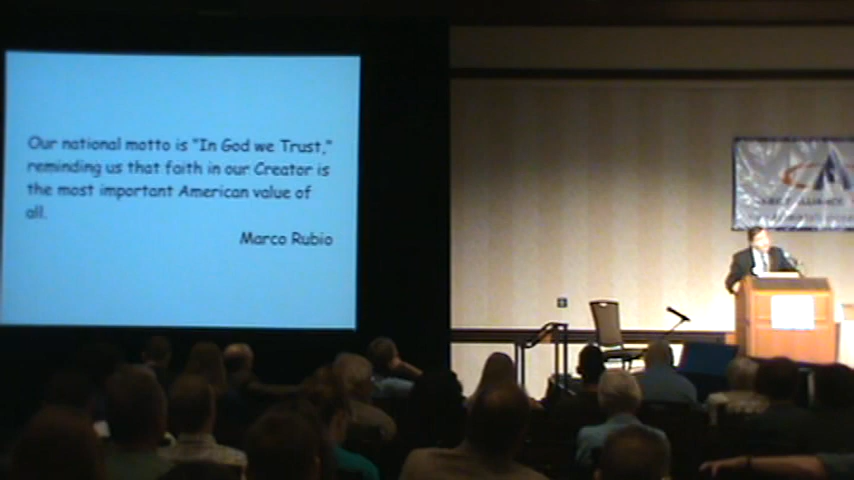 Our national motto is "In God we Trust,"
reminding us that faith in our Creator is
the most important American value of
all.
Marco Rubio
ALLIANCE